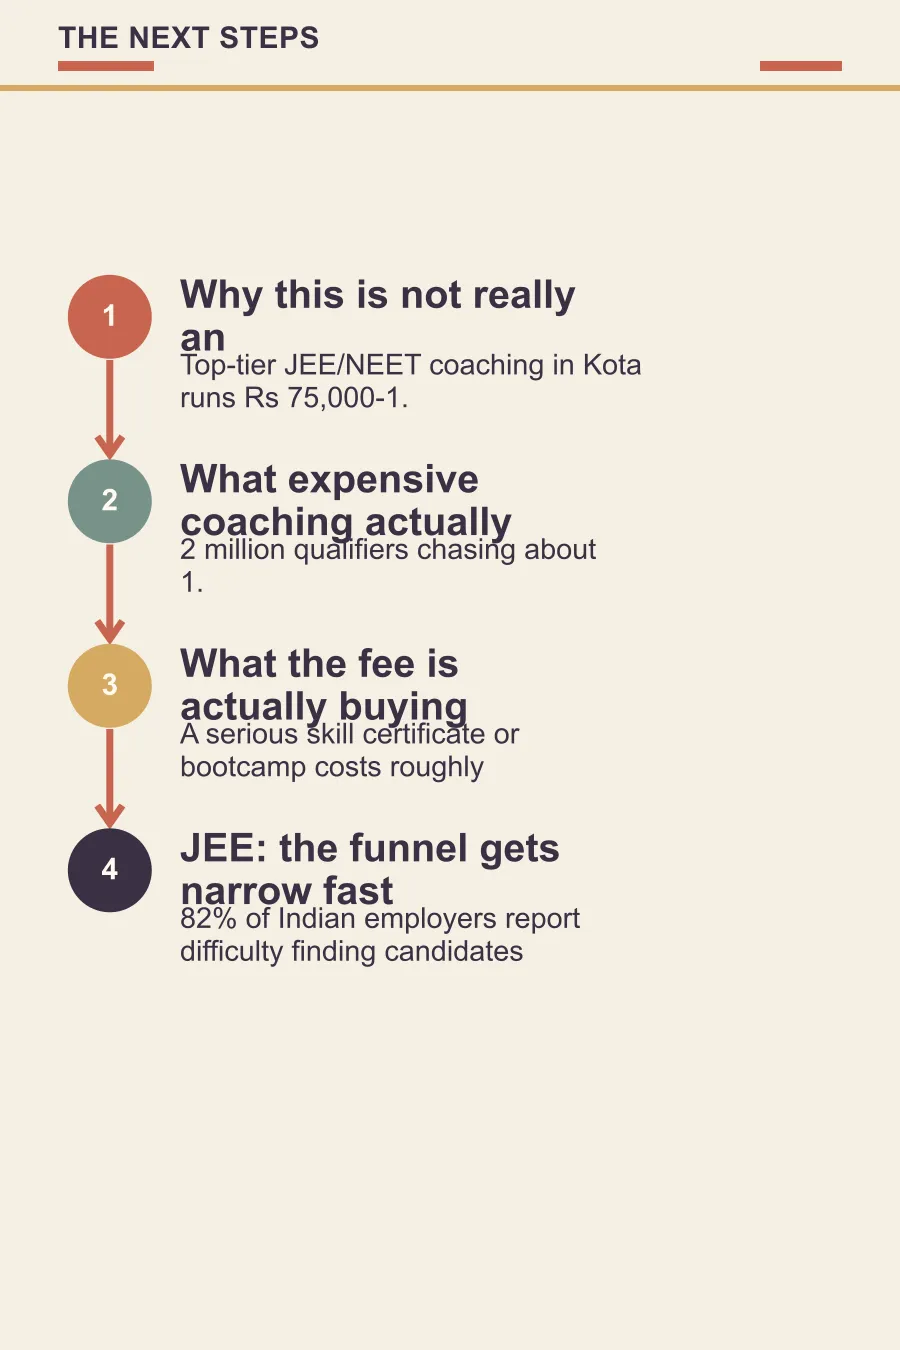 THE NEXT STEPS
1
Why this is not really
an
Top-tier JEE/NEET coaching in Kota
runs Rs 75,000-1.
2
What expensive
coaching actually
2 million qualifiers chasing about
1.
3
What the fee is
actually buying
A serious skill certificate or
bootcamp costs roughly
4
JEE: the funnel gets
narrow fast
82% of Indian employers report
difficulty finding candidates